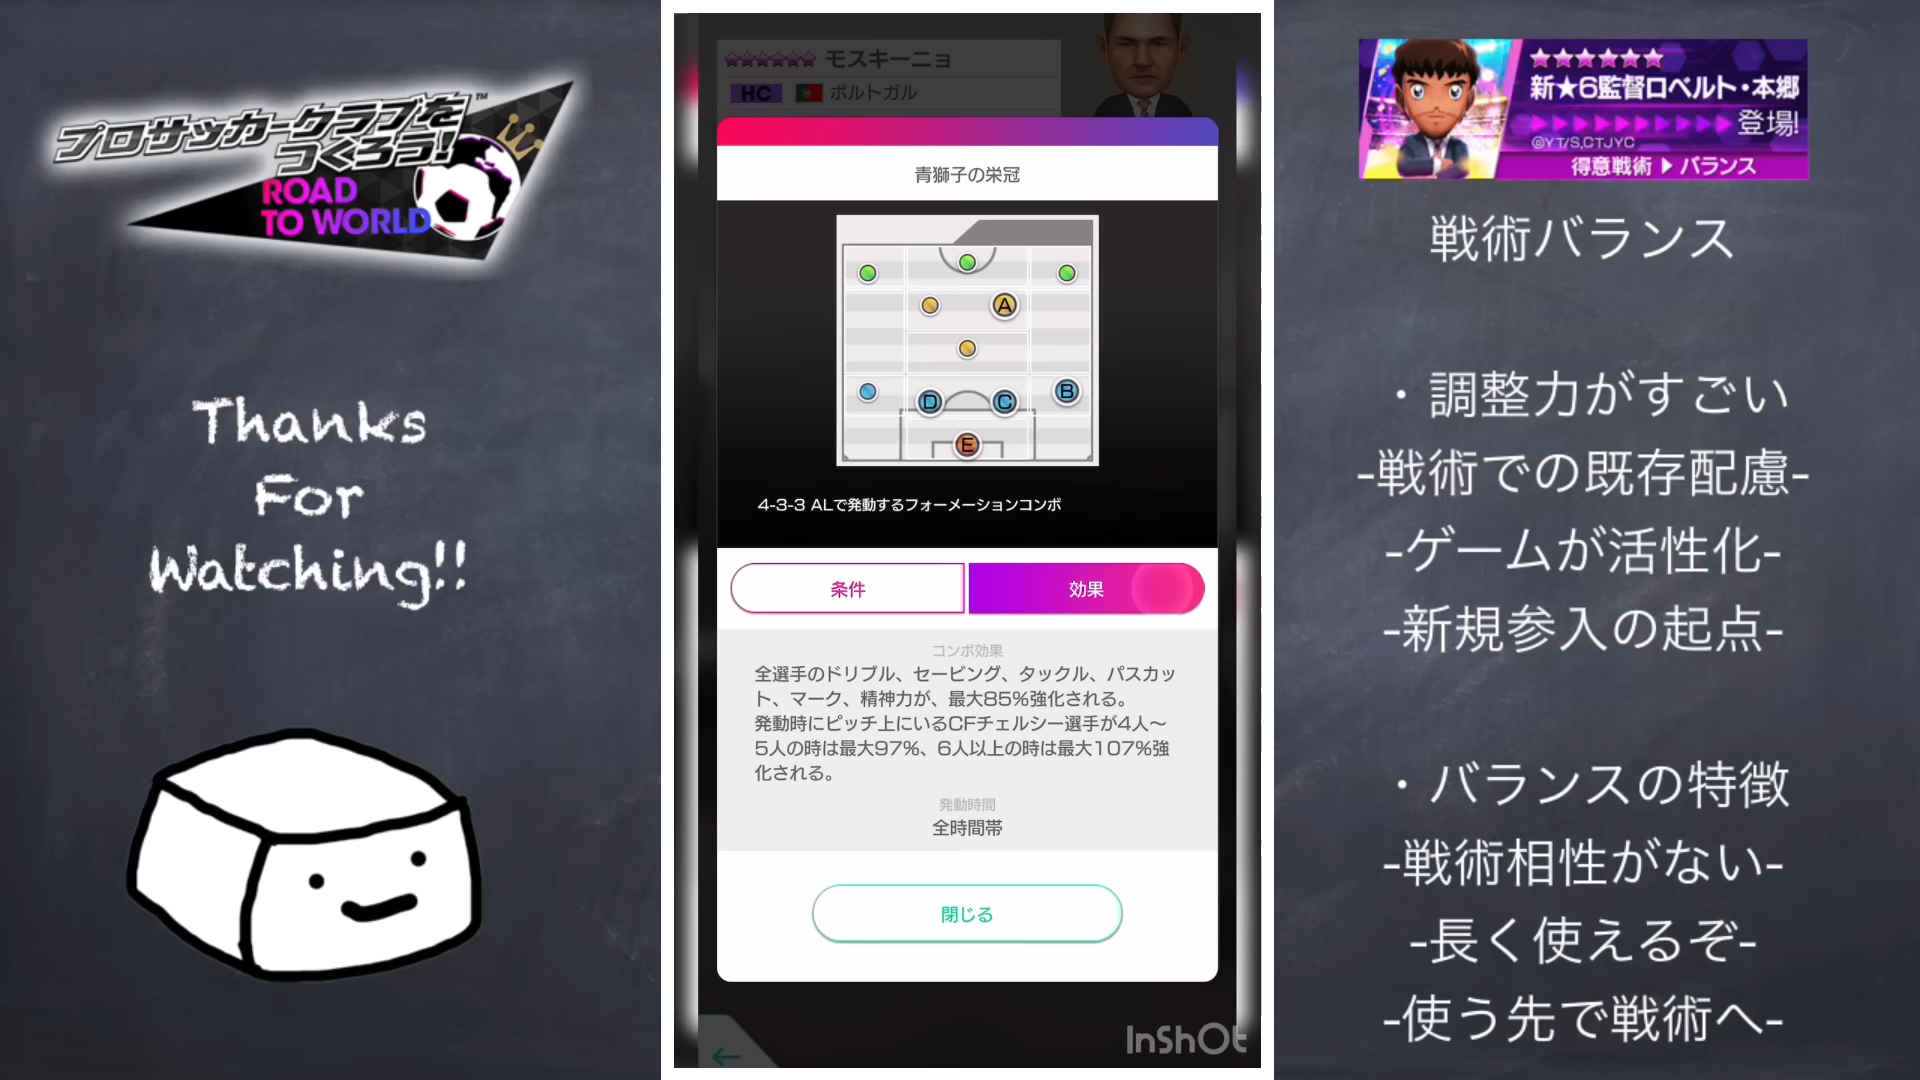 プロサッカークラブを
つくろう!
™
ROAD
TO WORLD
Thanks
For
Watching!!
モスキーニョ
HC ポルトガル
青獅子の栄冠
A
B
C
D
E
4-3-3 ALで発動するフォーメーションコンボ
条件
効果
コンボ効果
全選手のドリブル、セービング、タックル、パスカッ
ト、マーク、精神力が、最大85%強化される。
発動時にピッチ上にいるCFチェルシー選手が4人〜
5人の時は最大97%、6人以上の時は最大107%強
化される。
発動時間
全時間帯
閉じる
InShOt
新★6監督ロベルト・本郷
登場!
©YT/S,CTJYC
得意戦術▶バランス
戦術バランス
・調整力がすごい
-戦術での既存配慮-
-ゲームが活性化-
-新規参入の起点-
・バランスの特徴
-戦術相性がない-
-長く使えるぞ-
-使う先で戦術へ-